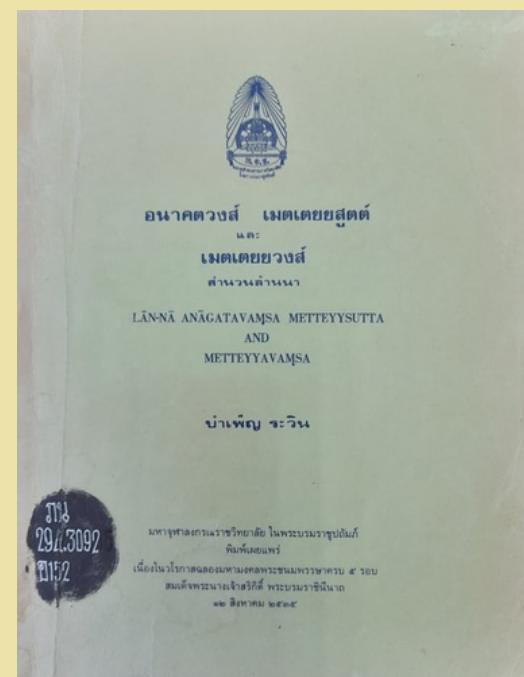 อนาคตวงส์ เมตเตยยสูตต์
และ
เมตเตยยวงส์
สำนวนล้านนา
LĀN-NĀ ANĀGATAVAṂSA METTEYYSUTTA
AND
METTEYYAVAṂSA
บำเพ็ญ ระวิน
มหาจุฬาลงกรณราชวิทยาลัย ในพระบรมราชูปถัมภ์
พิมพ์เผยแพร่
เนื่องในวโรกาสฉลองมหามงคลพระชนมพรรษาครบ ๕ รอบ
สมเด็จพระนางเจ้าสิริกิติ์ พระบรมราชินีนาถ
๑๒ สิงหาคม ๒๕๓๕
ภน
294.3092
บ152